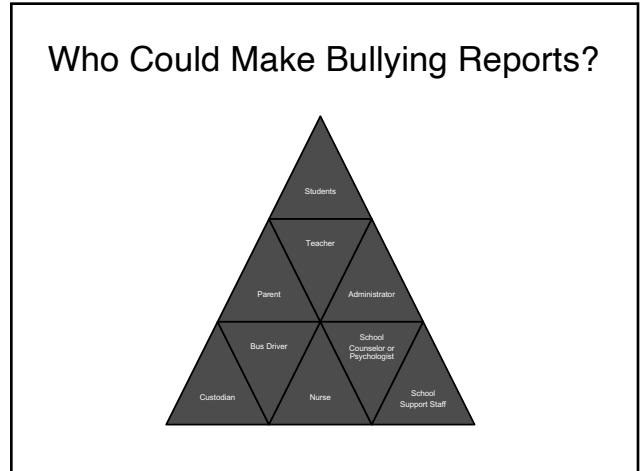 Who Could Make Bullying Reports?
Students
Teacher
Parent
Administrator
Bus Driver
School
Counselor or
Psychologist
Custodian
Nurse
School
Support Staff